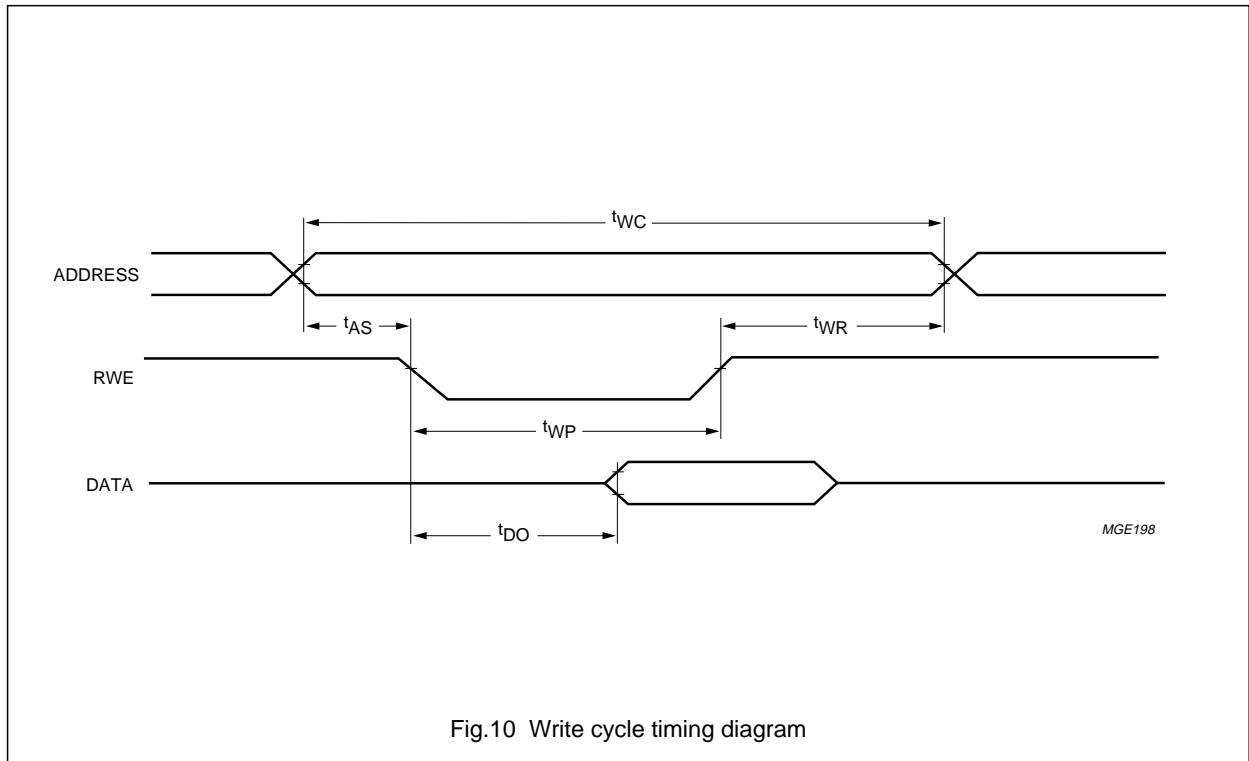 tWC
ADDRESS
tAS
tWR
RWE
tWP
DATA
tDO
MGE198
Fig.10 Write cycle timing diagram